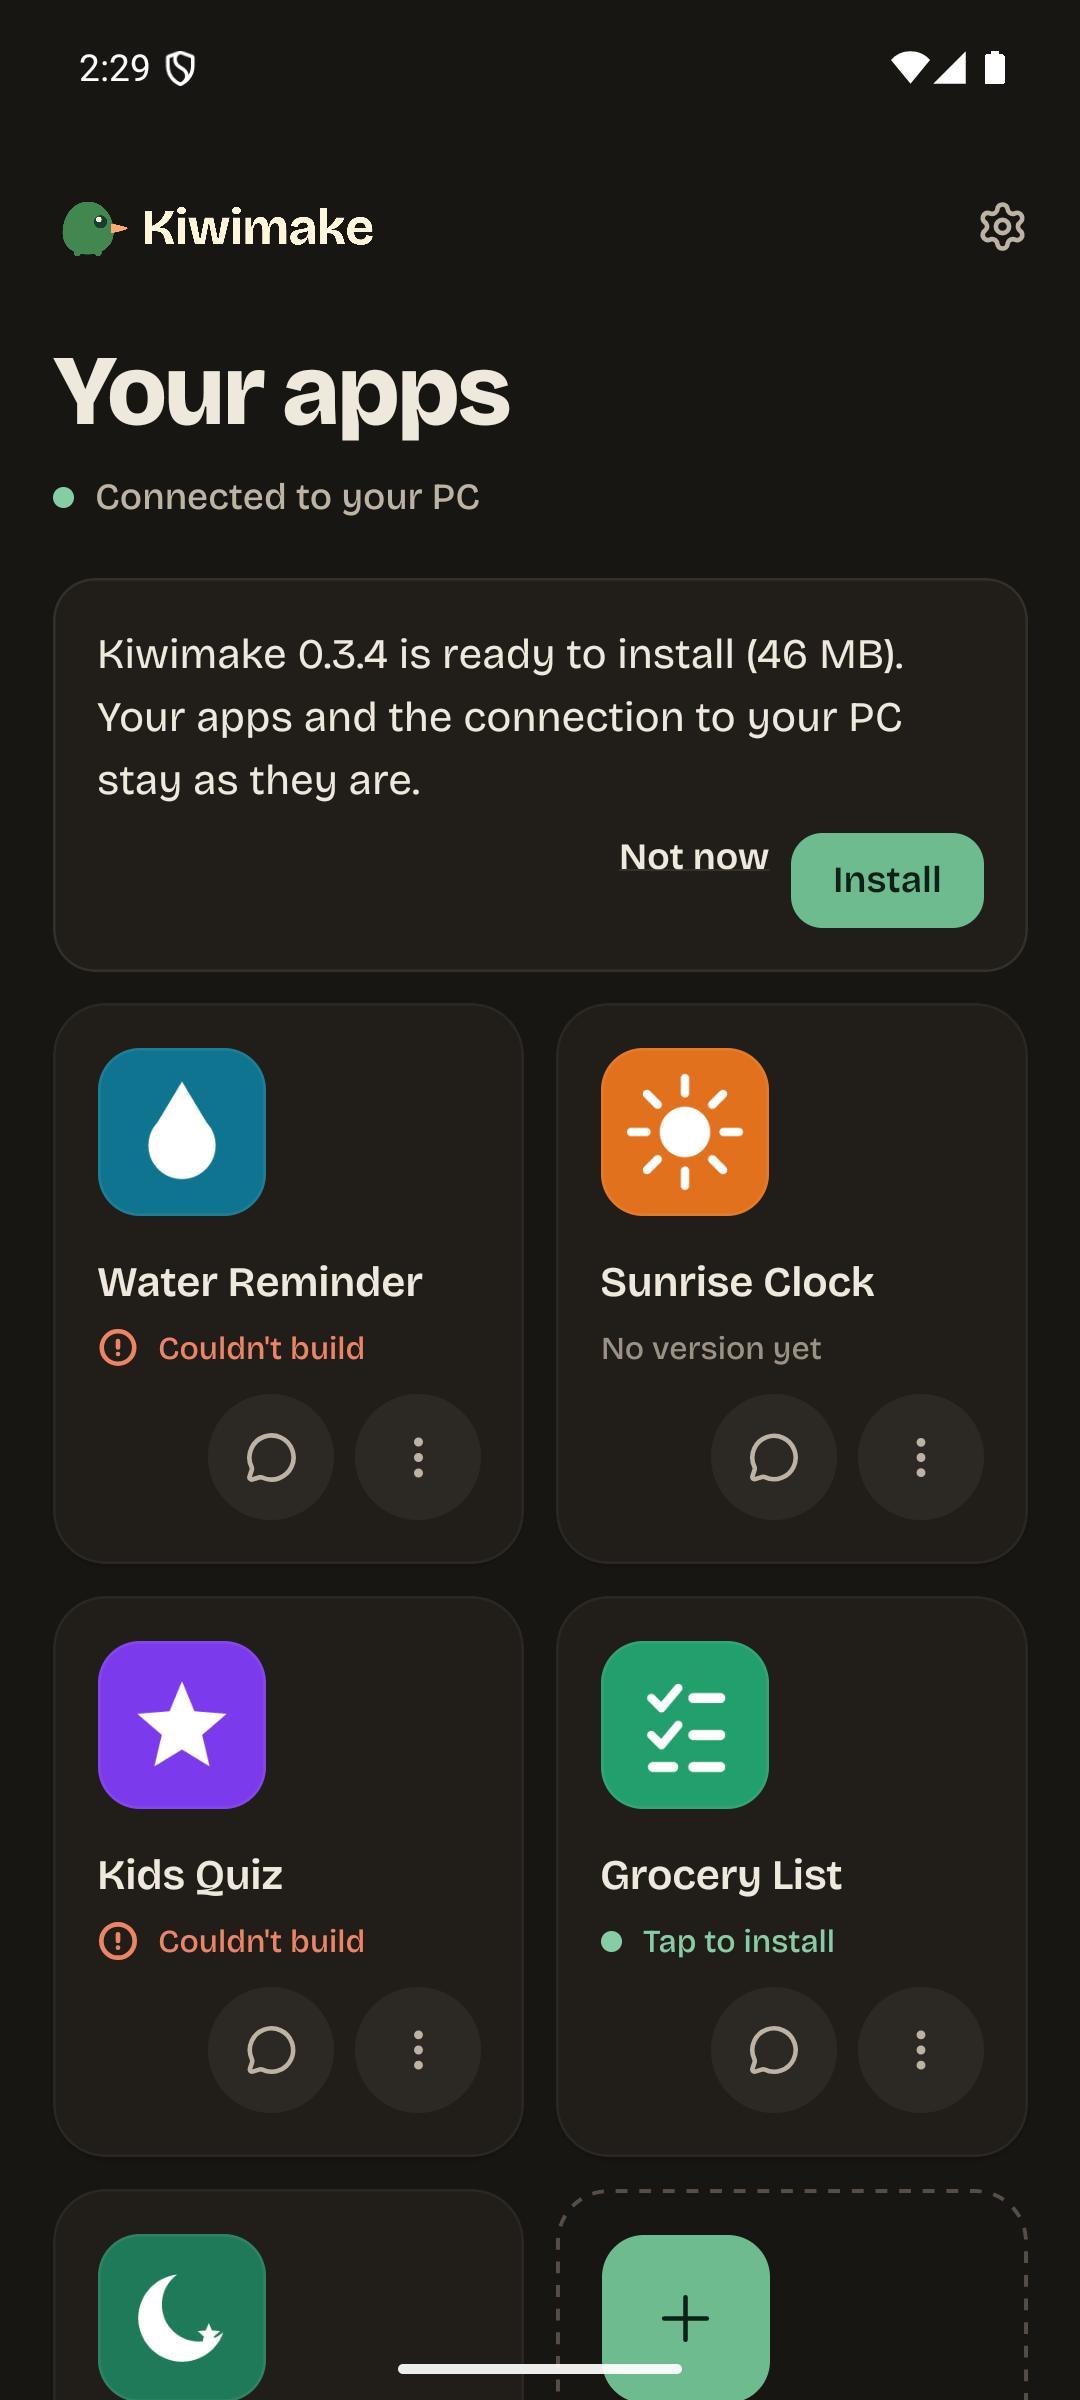 2:29
Kiwimake
Your apps
Connected to your PC
Kiwimake 0.3.4 is ready to install (46 MB).
Your apps and the connection to your PC
stay as they are.
Not now
Install
Water Reminder
Couldn't build
Sunrise Clock
No version yet
Kids Quiz
Couldn't build
Grocery List
Tap to install